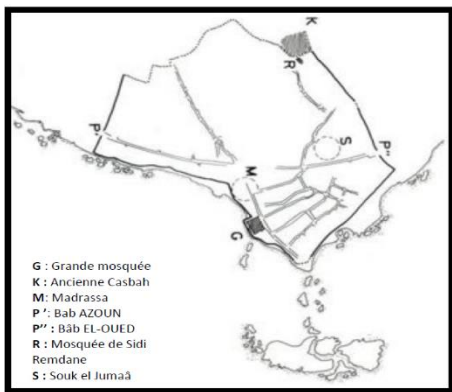 K
R
S
P''
P'
M
G
G : Grande mosquée
K : Ancienne Casbah
M: Madrassa
P ': Bab AZOUN
P'' : Bâb EL-OUED
R : Mosquée de Sidi
Remdane
S : Souk el Jumaâ